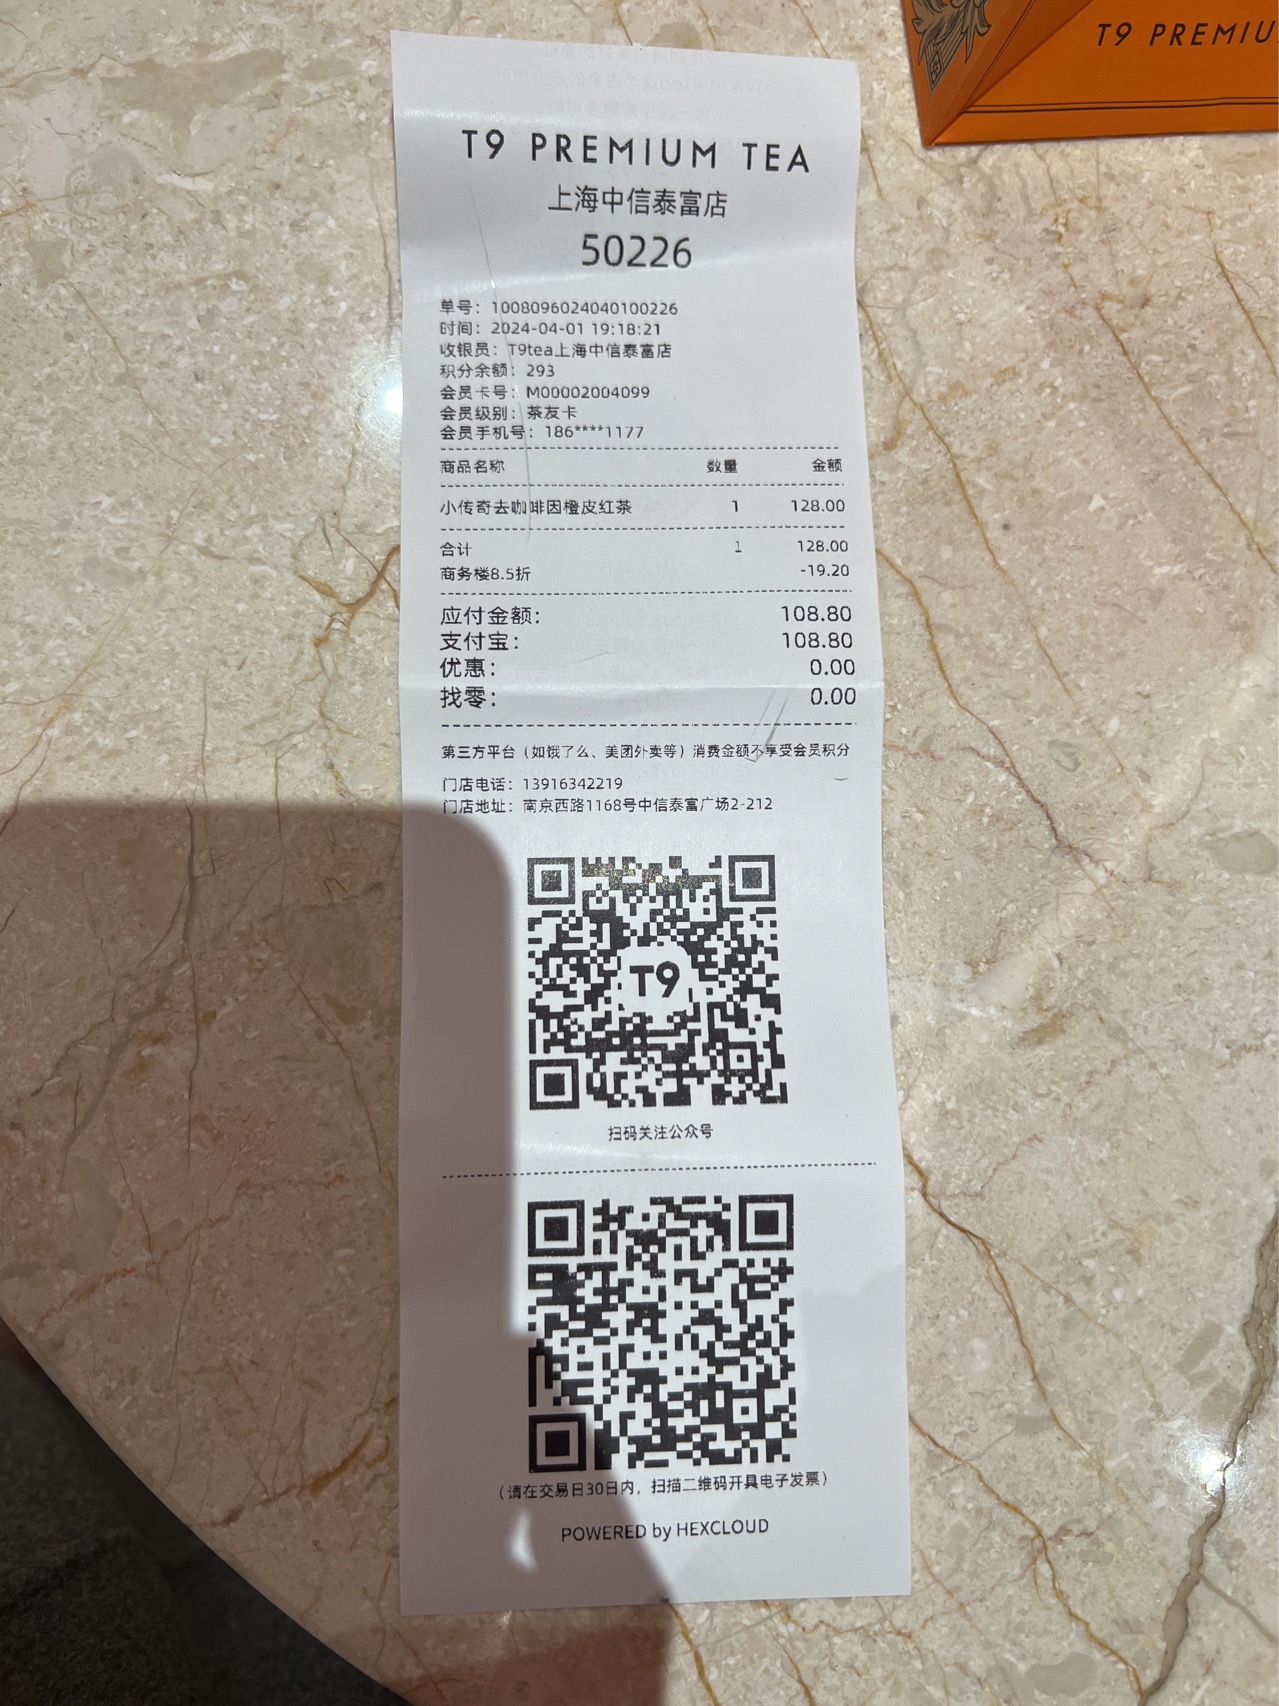 T9 PREMIU
T9 PREMIUM TEA
上海中信泰富店
50226
单号：1008096024040100226
时间：2024-04-01 19:18:21
收银员：T9tea上海中信泰富店
积分余额：293
会员卡号：M00002004099
会员级别：茶友卡
会员手机号：186****1177
商品名称 数量 金额
小传奇去咖啡因橙皮红茶 1 128.00
合计 1 128.00
商务楼8.5折 -19.20
应付金额： 108.80
支付宝： 108.80
优惠： 0.00
找零： 0.00
第三方平台（如饿了么、美团外卖等）消费金额不享受会员积分
门店电话：13916342219
门店地址：南京西路1168号中信泰富广场2-212
T9
扫码关注公众号
（请在交易日30日内，扫描二维码开具电子发票）
POWERED by HEXCLOUD